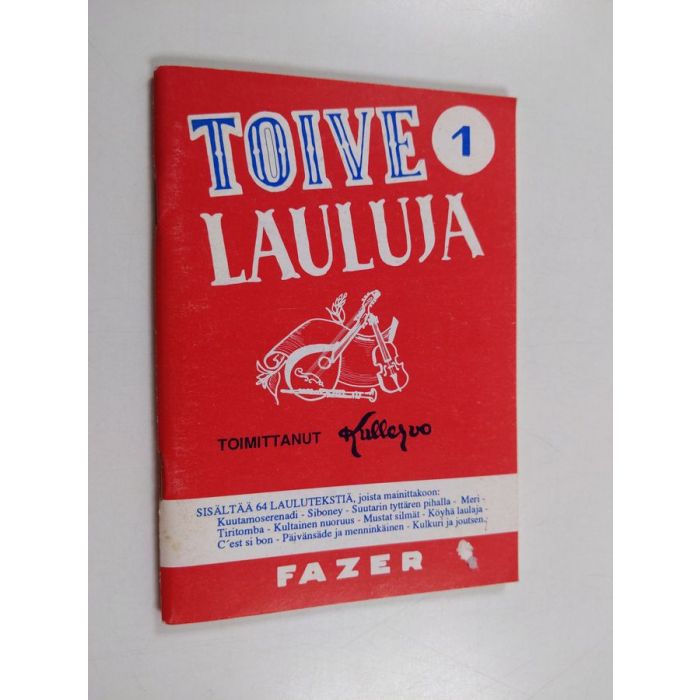 TOIVE 1
LAULUJA
TOIMITTANUT Kullervo
SISÄLTÄÄ 64 LAULUTEKSTIÄ, joista mainittakoon:
Kuutamoserenadi - Siboney - Suutarin tyttären pihalla - Meri -
Tiritomba - Kultainen nuoruus - Mustat silmät - Köyhä laulaja -
C´est si bon - Päivänsäde ja menninkäinen - Kulkuri ja joutsen.
FAZER